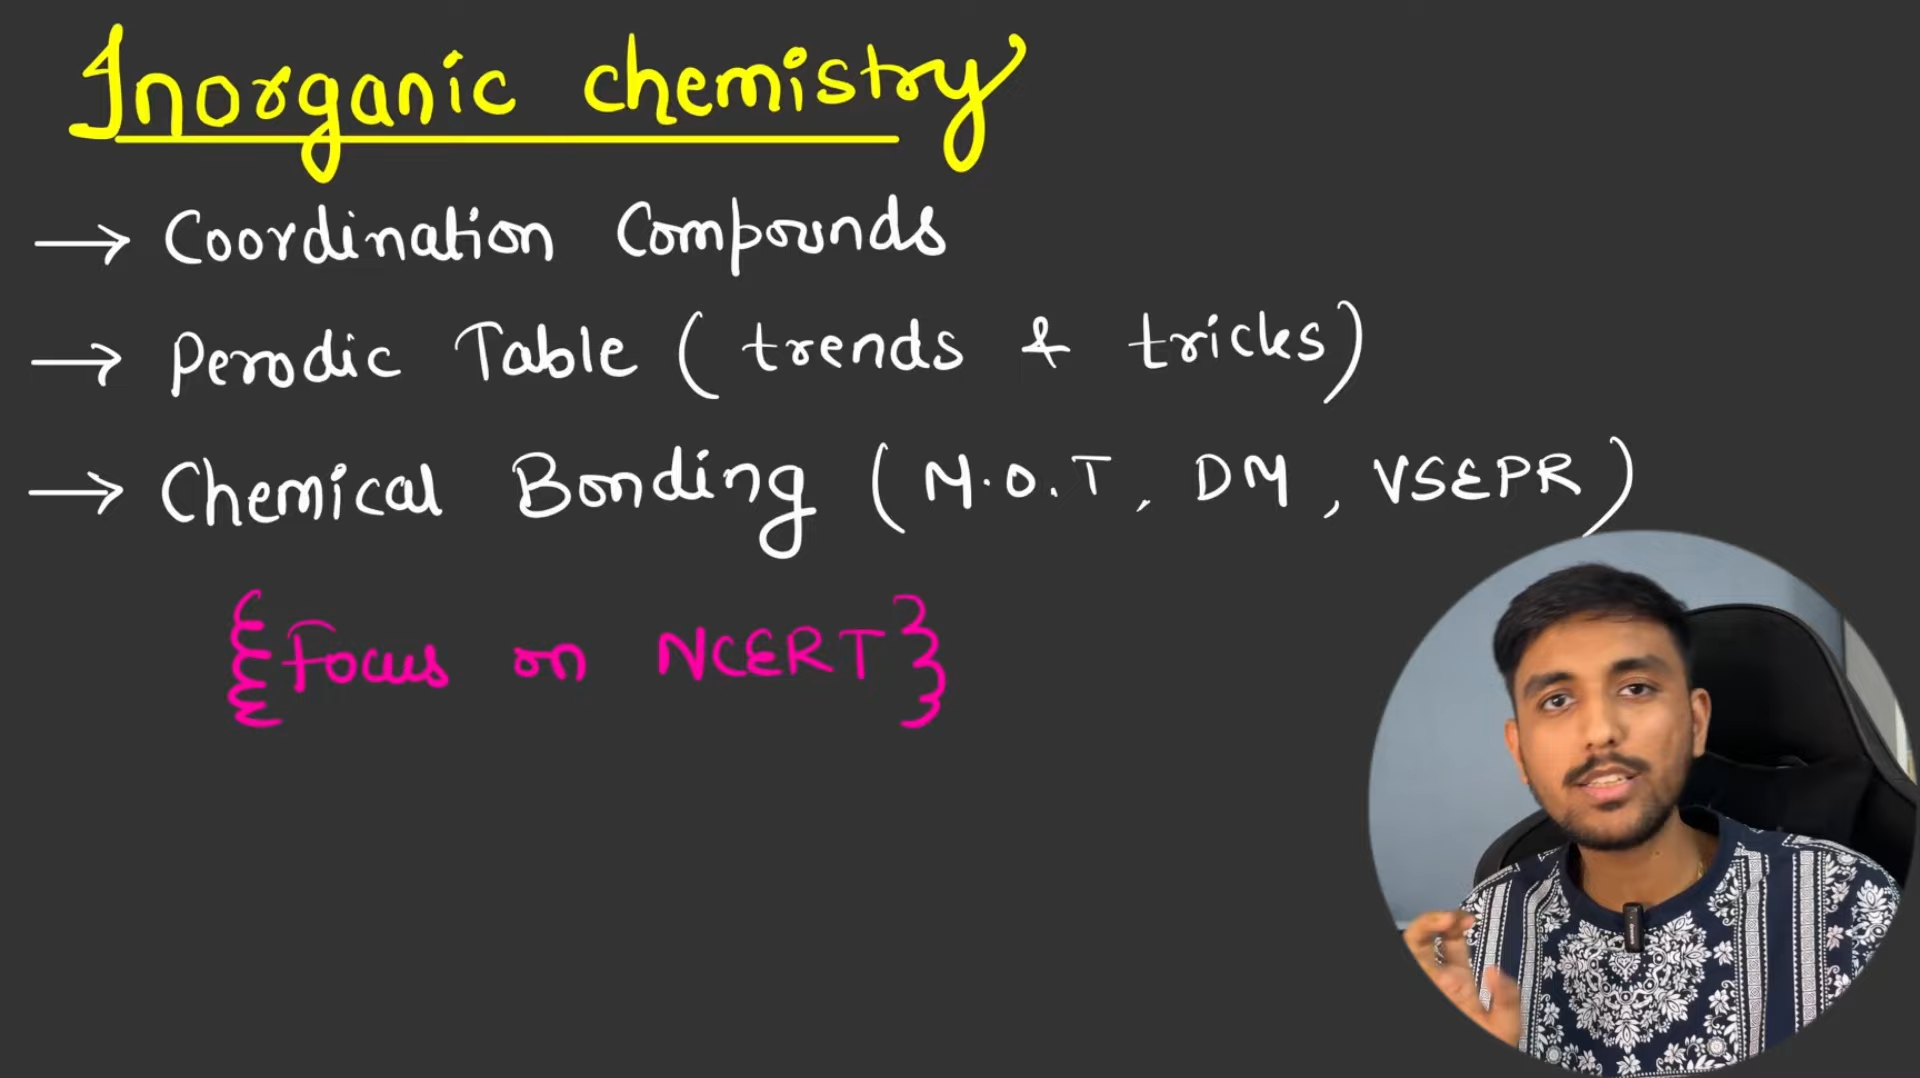 Inorganic chemistry
→ Coordination Compounds
→ Perodic Table ( trends & tricks )
→ Chemical Bonding ( M.O.T, DM, VSEPR )
{ Focus on NCERT }